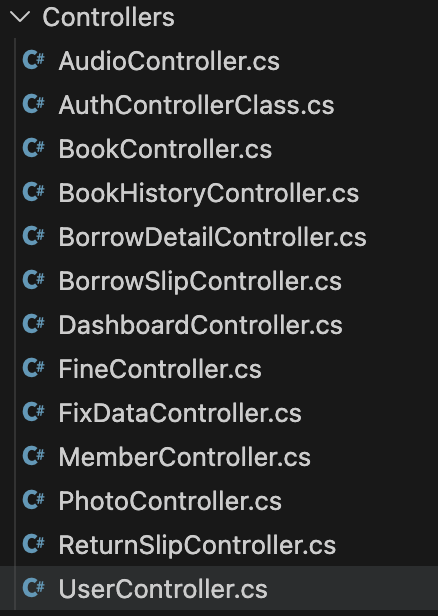 Controllers
C# AudioController.cs
C# AuthControllerClass.cs
C# BookController.cs
C# BookHistoryController.cs
C# BorrowDetailController.cs
C# BorrowSlipController.cs
C# DashboardController.cs
C# FineController.cs
C# FixDataController.cs
C# MemberController.cs
C# PhotoController.cs
C# ReturnSlipController.cs
C# UserController.cs